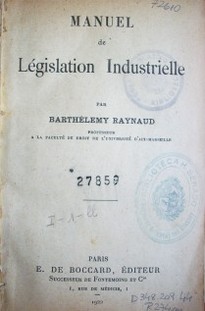 72610
MANUEL
de
Législation Industrielle
PAR
BARTHÉLEMY RAYNAUD
PROFESSEUR
A LA FACULTÉ DE DROIT DE L'UNIVERSITÉ D'AIX-MARSEILLE
27859
PARIS
E. DE BOCCARD, ÉDITEUR
SUCCESSEUR DE FONTEMOING ET Cie
1, RUE DE MÉDICIS, 1